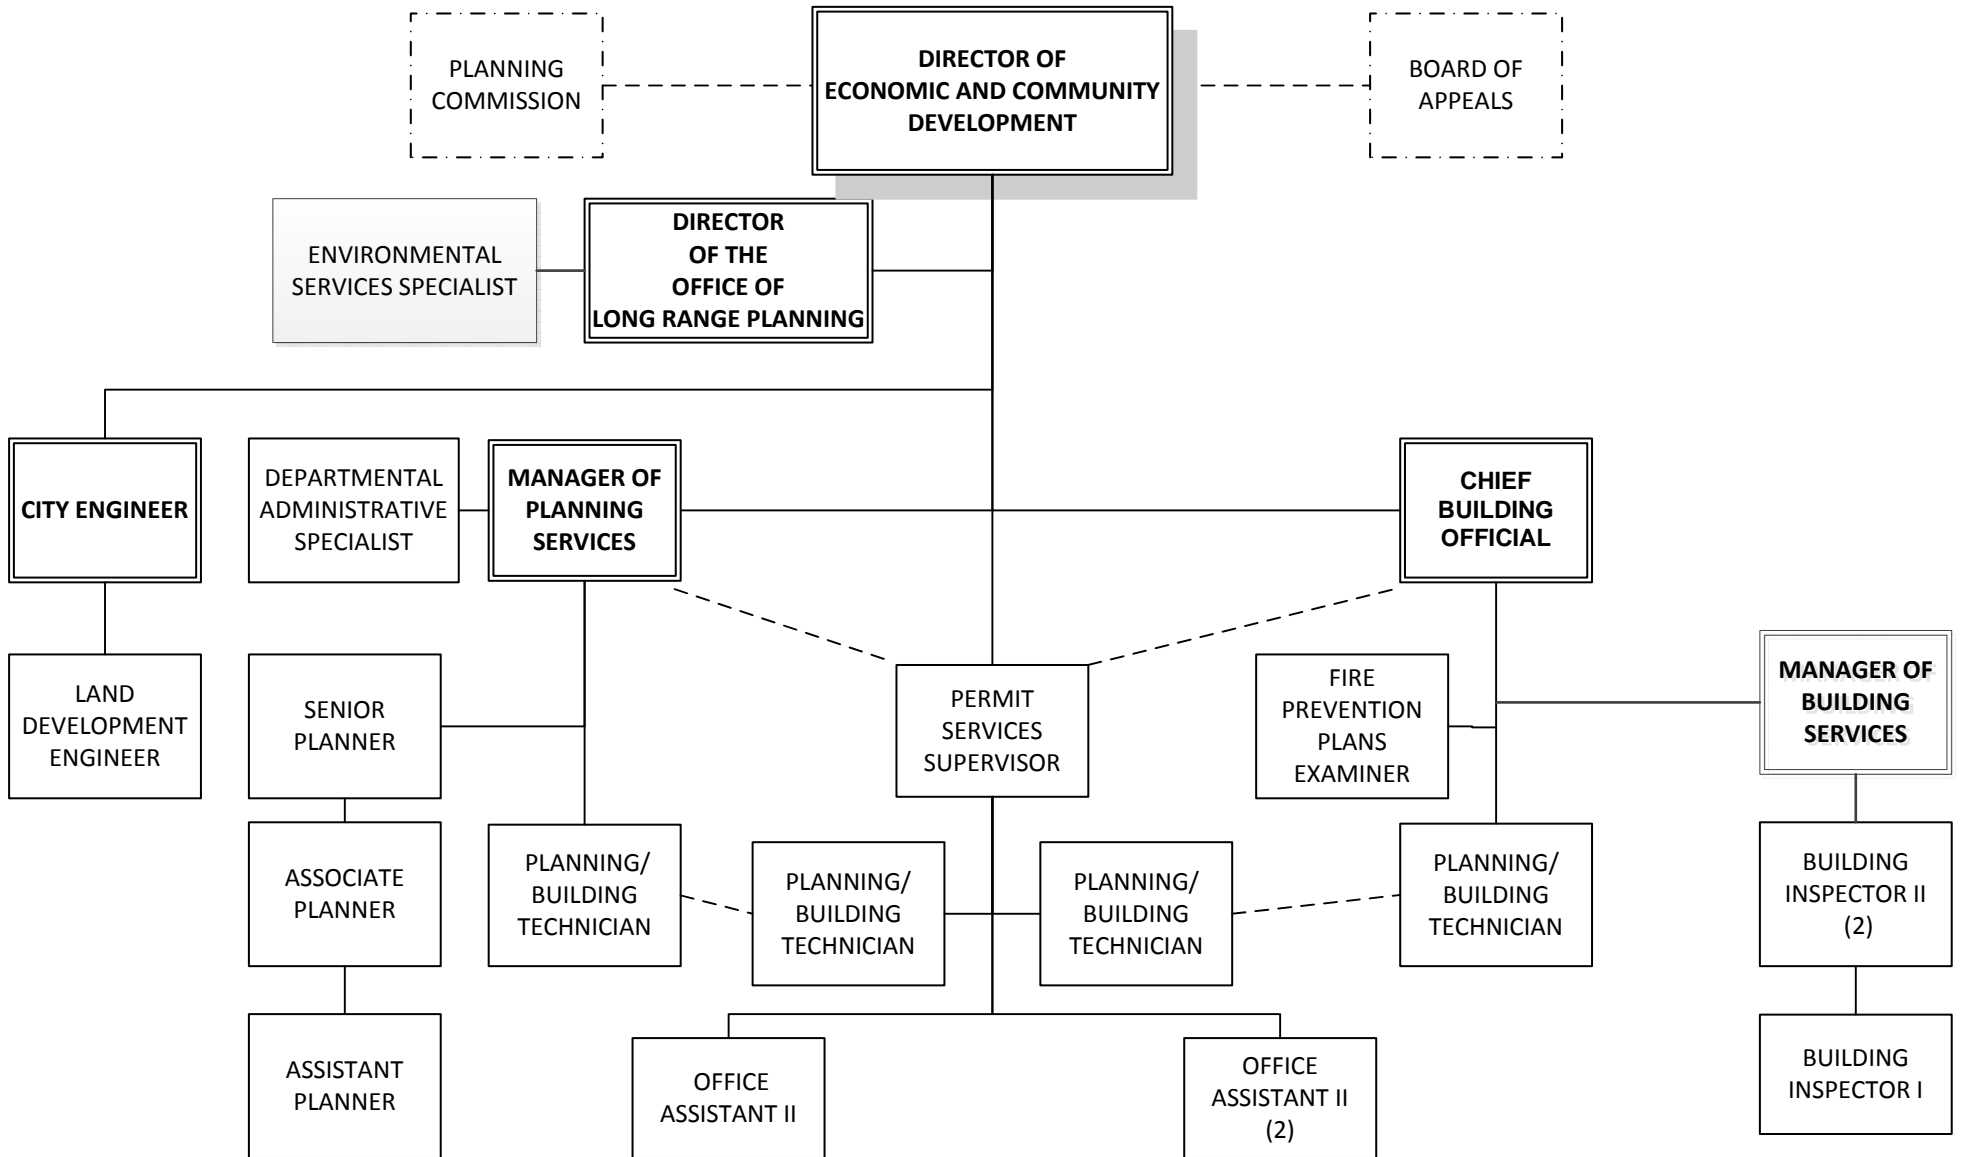 PLANNING
COMMISSION
DIRECTOR OF
ECONOMIC AND COMMUNITY
DEVELOPMENT
BOARD OF
APPEALS
ENVIRONMENTAL
SERVICES SPECIALIST
DIRECTOR
OF THE
OFFICE OF
LONG RANGE PLANNING
CITY ENGINEER
DEPARTMENTAL
ADMINISTRATIVE
SPECIALIST
MANAGER OF
PLANNING
SERVICES
CHIEF
BUILDING
OFFICIAL
LAND
DEVELOPMENT
ENGINEER
SENIOR
PLANNER
PERMIT
SERVICES
SUPERVISOR
FIRE
PREVENTION
PLANS
EXAMINER
MANAGER OF
BUILDING
SERVICES
ASSOCIATE
PLANNER
PLANNING/
BUILDING
TECHNICIAN
PLANNING/
BUILDING
TECHNICIAN
PLANNING/
BUILDING
TECHNICIAN
PLANNING/
BUILDING
TECHNICIAN
BUILDING
INSPECTOR II
(2)
ASSISTANT
PLANNER
OFFICE
ASSISTANT II
OFFICE
ASSISTANT II
(2)
BUILDING
INSPECTOR I